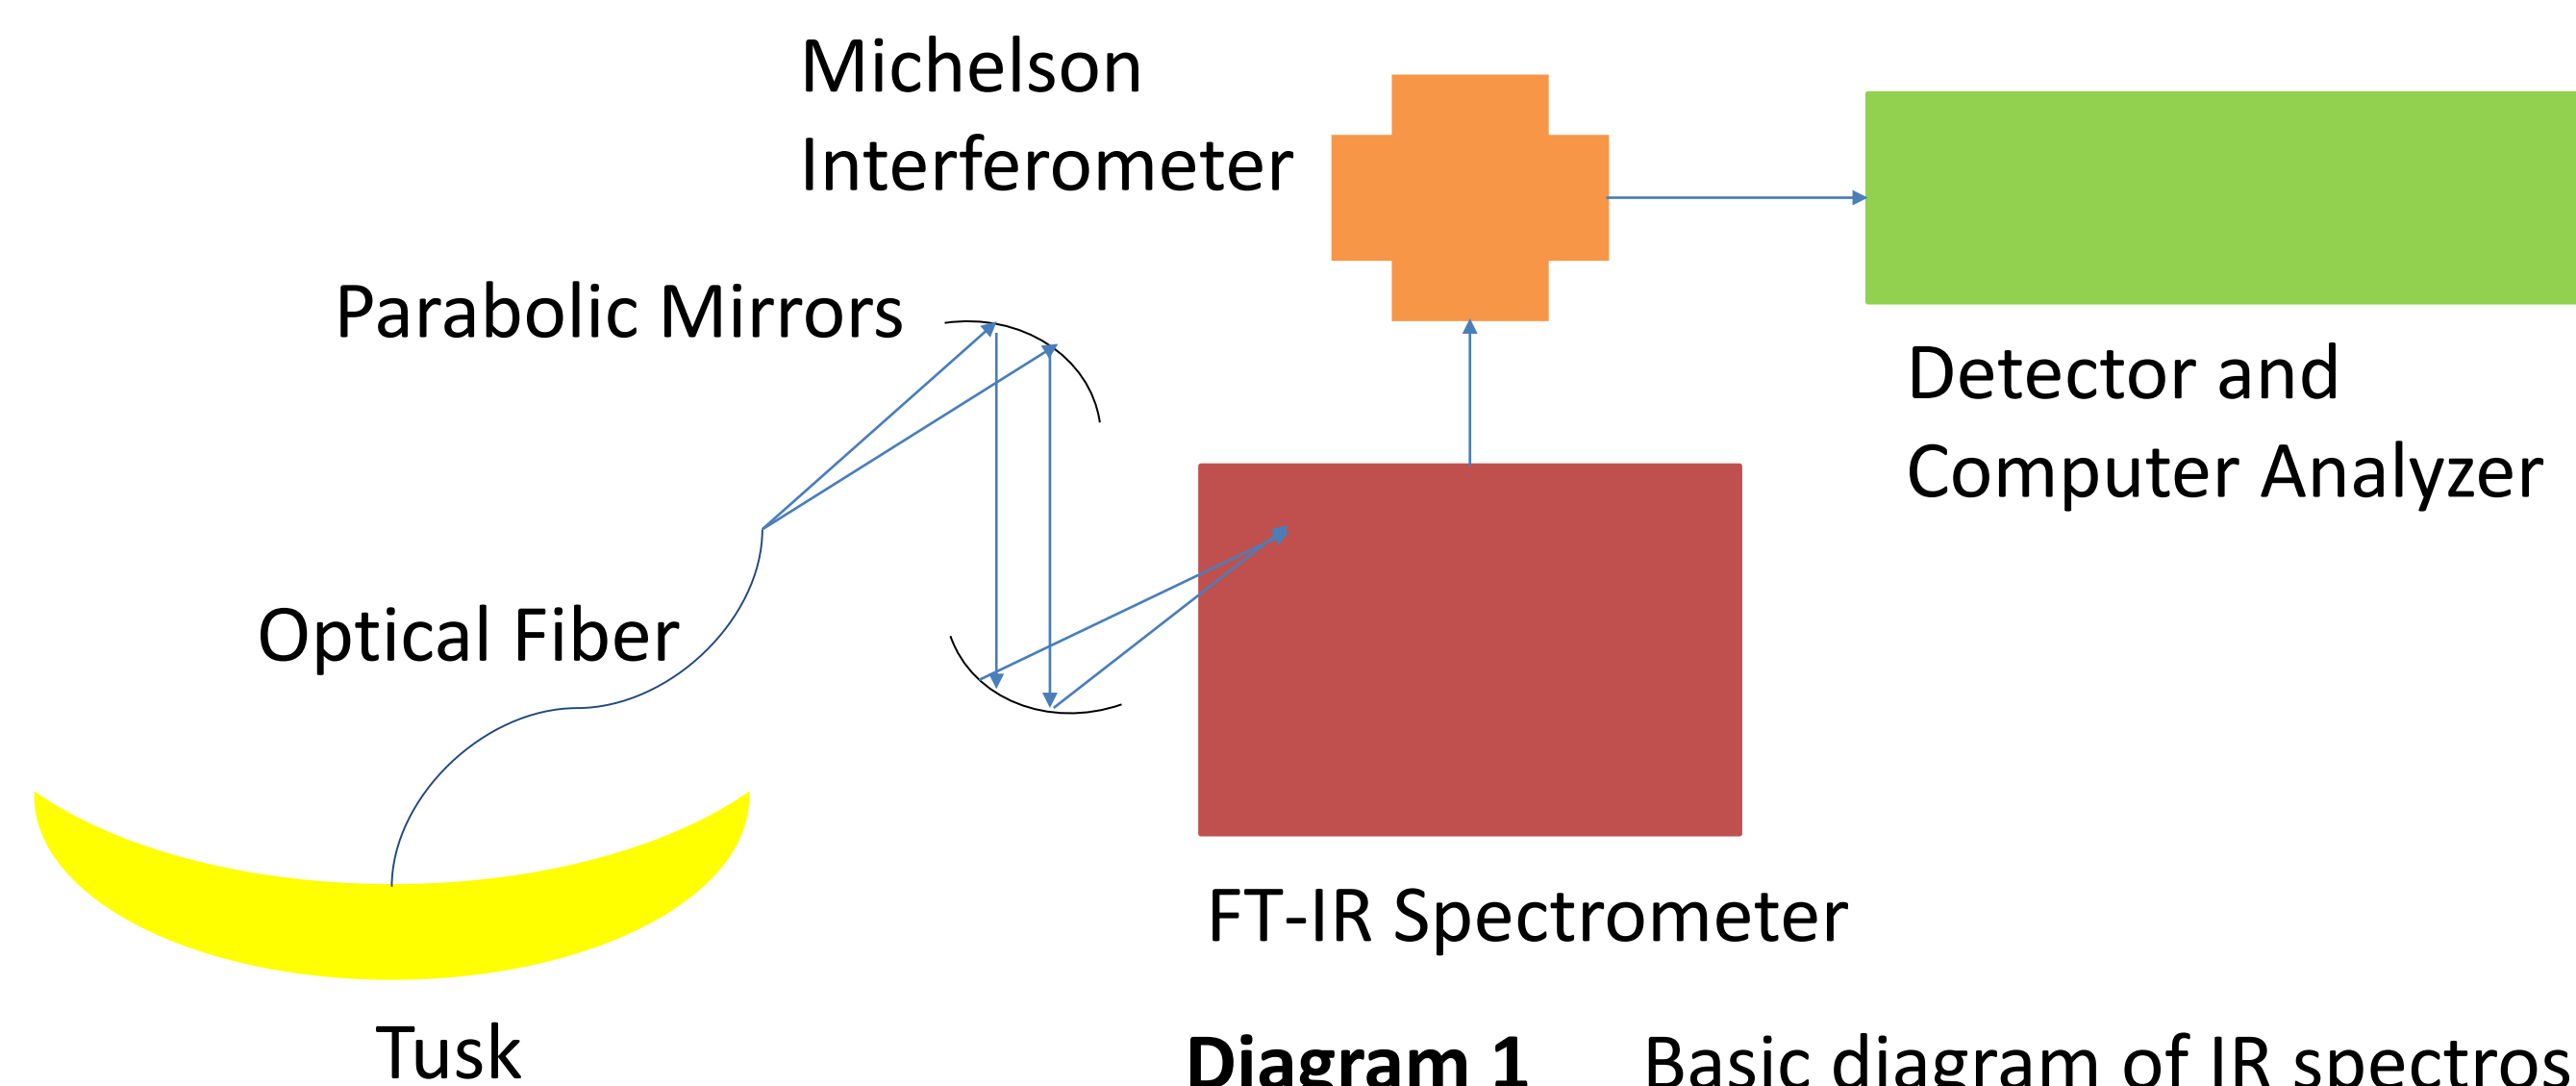 Michelson
Interferometer
Parabolic Mirrors
Detector and
Computer Analyzer
Optical Fiber
FT-IR Spectrometer
Tusk
Diagram 1 Basic diagram of IR spectros